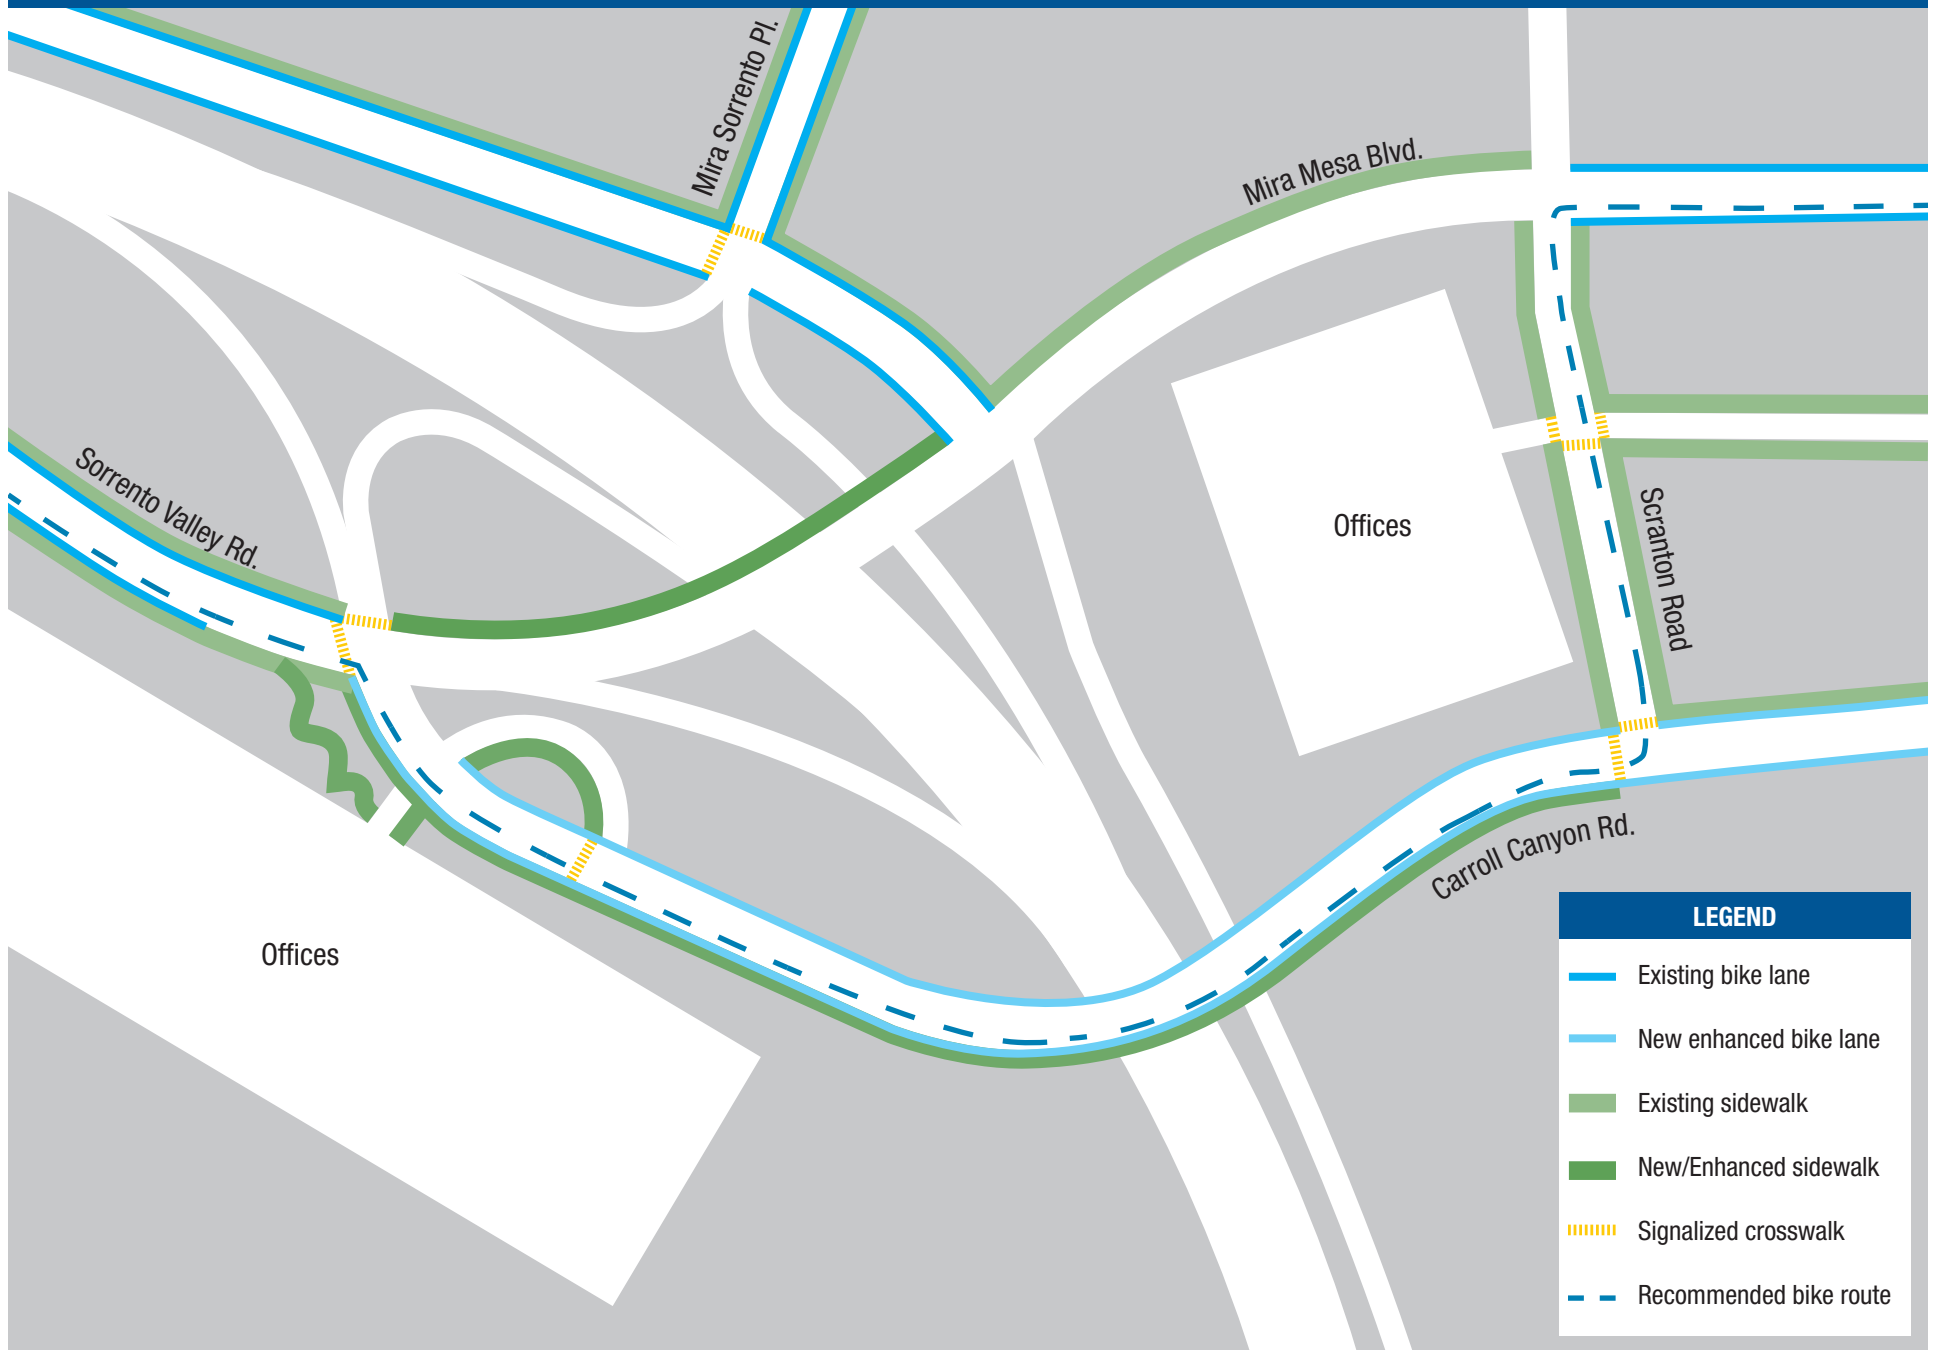 Mira Sorrento Pl.
Mira Mesa Blvd.
Sorrento Valley Rd.
Offices
Scranton Road
Carroll Canyon Rd.
Offices
LEGEND
Existing bike lane
New enhanced bike lane
Existing sidewalk
New/Enhanced sidewalk
Signalized crosswalk
Recommended bike route